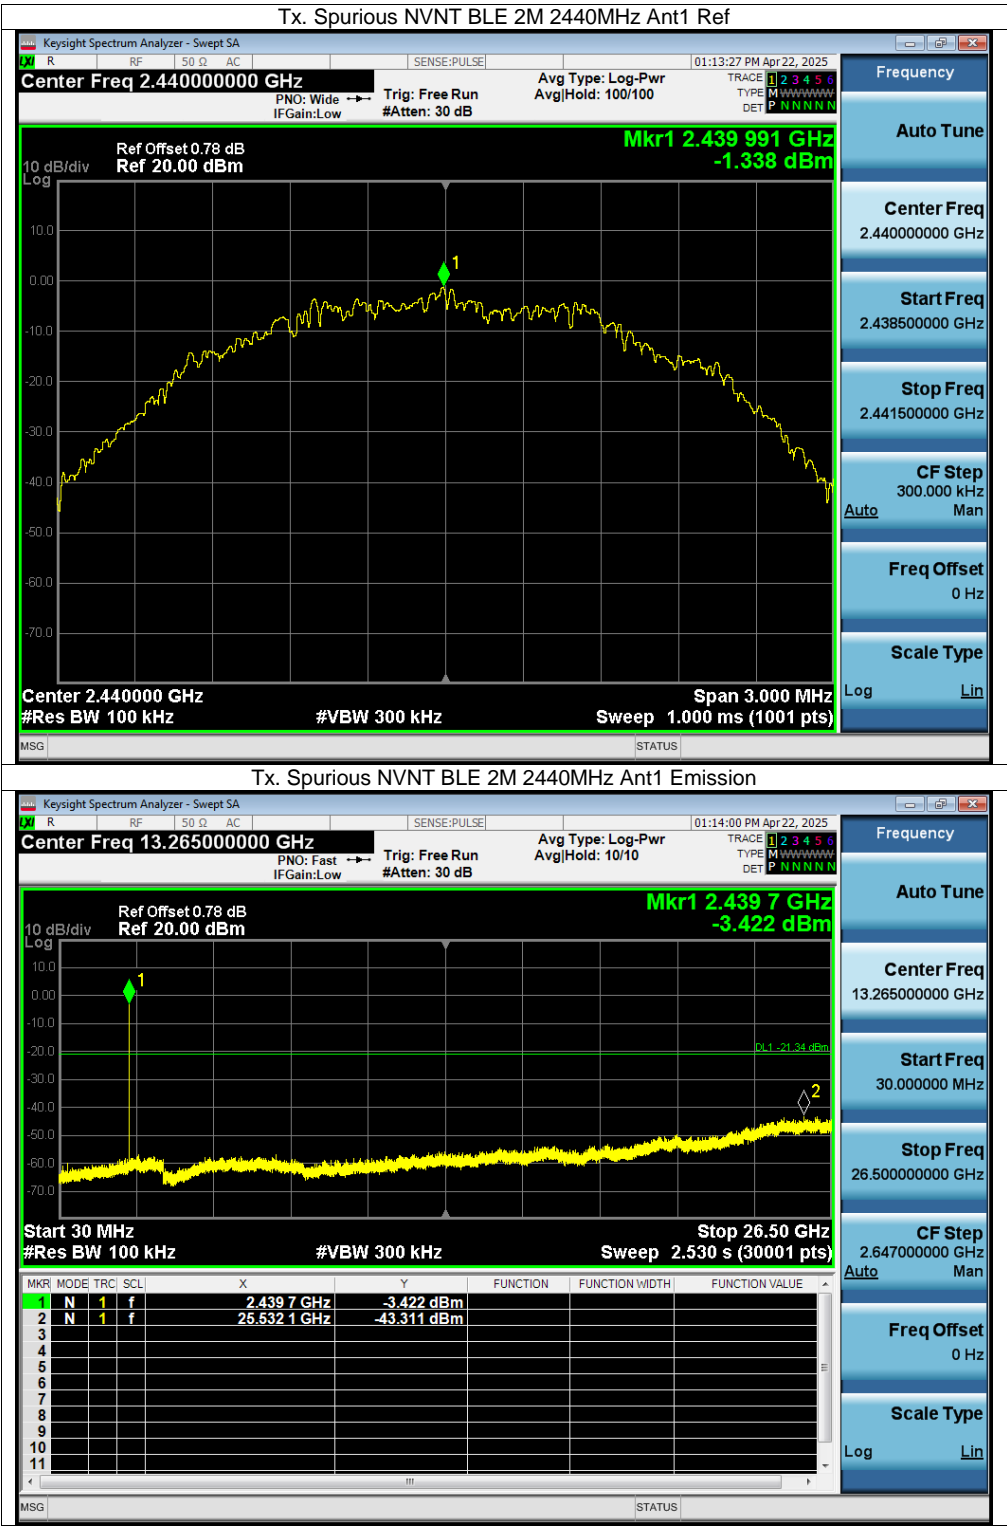 Tx. Spurious NVNT BLE 2M 2440MHz Ant1 Ref
Keysight Spectrum Analyzer - Swept SA
LXI R RF 50 Ω AC SENSE:PULSE 01:13:27 PM Apr 22, 2025
Center Freq 2.440000000 GHz
PNO: Wide
IFGain:Low
Trig: Free Run
#Atten: 30 dB
Avg Type: Log-Pwr
Avg|Hold: 100/100
TRACE 1 2 3 4 5 6
TYPE M WWWWW
DET P N N N N N
Ref Offset 0.78 dB
10 dB/div Ref 20.00 dBm
Log
Mkr1 2.439 991 GHz
-1.338 dBm
1
10.0
0.00
-10.0
-20.0
-30.0
-40.0
-50.0
-60.0
-70.0
Center 2.440000 GHz Span 3.000 MHz
#Res BW 100 kHz #VBW 300 kHz Sweep 1.000 ms (1001 pts)
MSG STATUS
Frequency
Auto Tune
Center Freq
2.440000000 GHz
Start Freq
2.438500000 GHz
Stop Freq
2.441500000 GHz
CF Step
300.000 kHz
Auto Man
Freq Offset
0 Hz
Scale Type
Log Lin
Tx. Spurious NVNT BLE 2M 2440MHz Ant1 Emission
Keysight Spectrum Analyzer - Swept SA
LXI R RF 50 Ω AC SENSE:PULSE 01:14:00 PM Apr 22, 2025
Center Freq 13.265000000 GHz
PNO: Fast
IFGain:Low
Trig: Free Run
#Atten: 30 dB
Avg Type: Log-Pwr
Avg|Hold: 10/10
TRACE 1 2 3 4 5 6
TYPE M WWWWW
DET P N N N N N
Ref Offset 0.78 dB
10 dB/div Ref 20.00 dBm
Log
Mkr1 2.439 7 GHz
-3.422 dBm
1
10.0
0.00
-10.0
-20.0
DL1 -21.34 dBm
-30.0
-40.0
2
-50.0
-60.0
-70.0
Start 30 MHz Stop 26.50 GHz
#Res BW 100 kHz #VBW 300 kHz Sweep 2.530 s (30001 pts)
MKR MODE TRC SCL X Y FUNCTION FUNCTION WIDTH FUNCTION VALUE
1 N 1 f 2.439 7 GHz -3.422 dBm
2 N 1 f 25.532 1 GHz -43.311 dBm
3
4
5
6
7
8
9
10
11
MSG STATUS
Frequency
Auto Tune
Center Freq
13.265000000 GHz
Start Freq
30.000000 MHz
Stop Freq
26.500000000 GHz
CF Step
2.647000000 GHz
Auto Man
Freq Offset
0 Hz
Scale Type
Log Lin